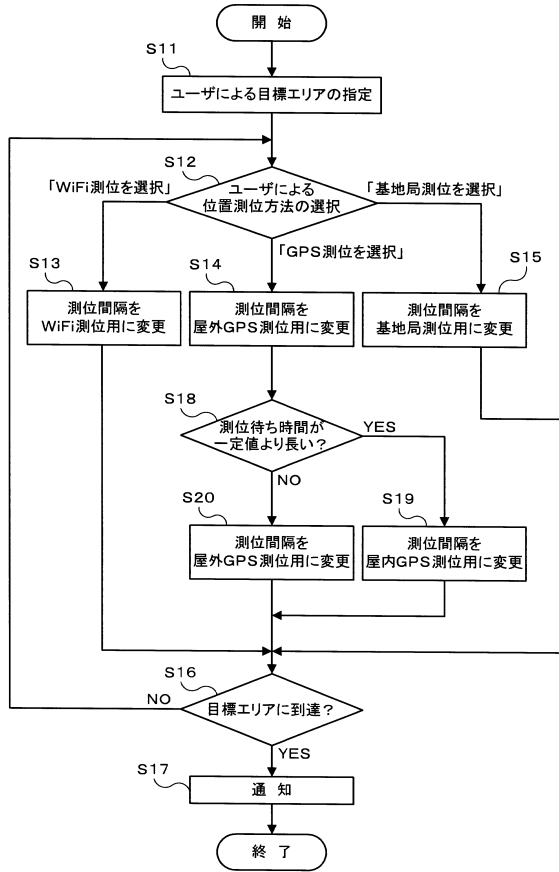 開 始
S11
ユーザによる目標エリアの指定
S12
ユーザによる
位置測位方法の選択
「WiFi測位を選択」
「基地局測位を選択」
「GPS測位を選択」
S13
測位間隔を
WiFi測位用に変更
S14
測位間隔を
屋外GPS測位用に変更
S15
測位間隔を
基地局測位用に変更
S18
測位待ち時間が
一定値より長い?
YES
NO
S20
測位間隔を
屋外GPS測位用に変更
S19
測位間隔を
屋内GPS測位用に変更
S16
目標エリアに到達?
NO
YES
S17
通 知
終 了